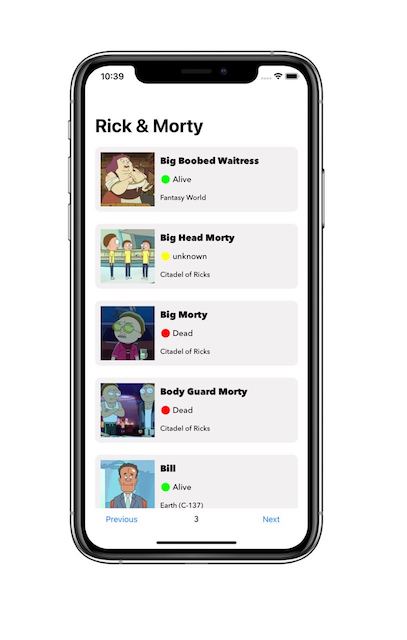 10:39
Rick & Morty
Big Boobed Waitress
Alive
Fantasy World
Big Head Morty
unknown
Citadel of Ricks
Big Morty
Dead
Citadel of Ricks
Body Guard Morty
Dead
Citadel of Ricks
Bill
Alive
Earth (C-137)
Previous 3 Next